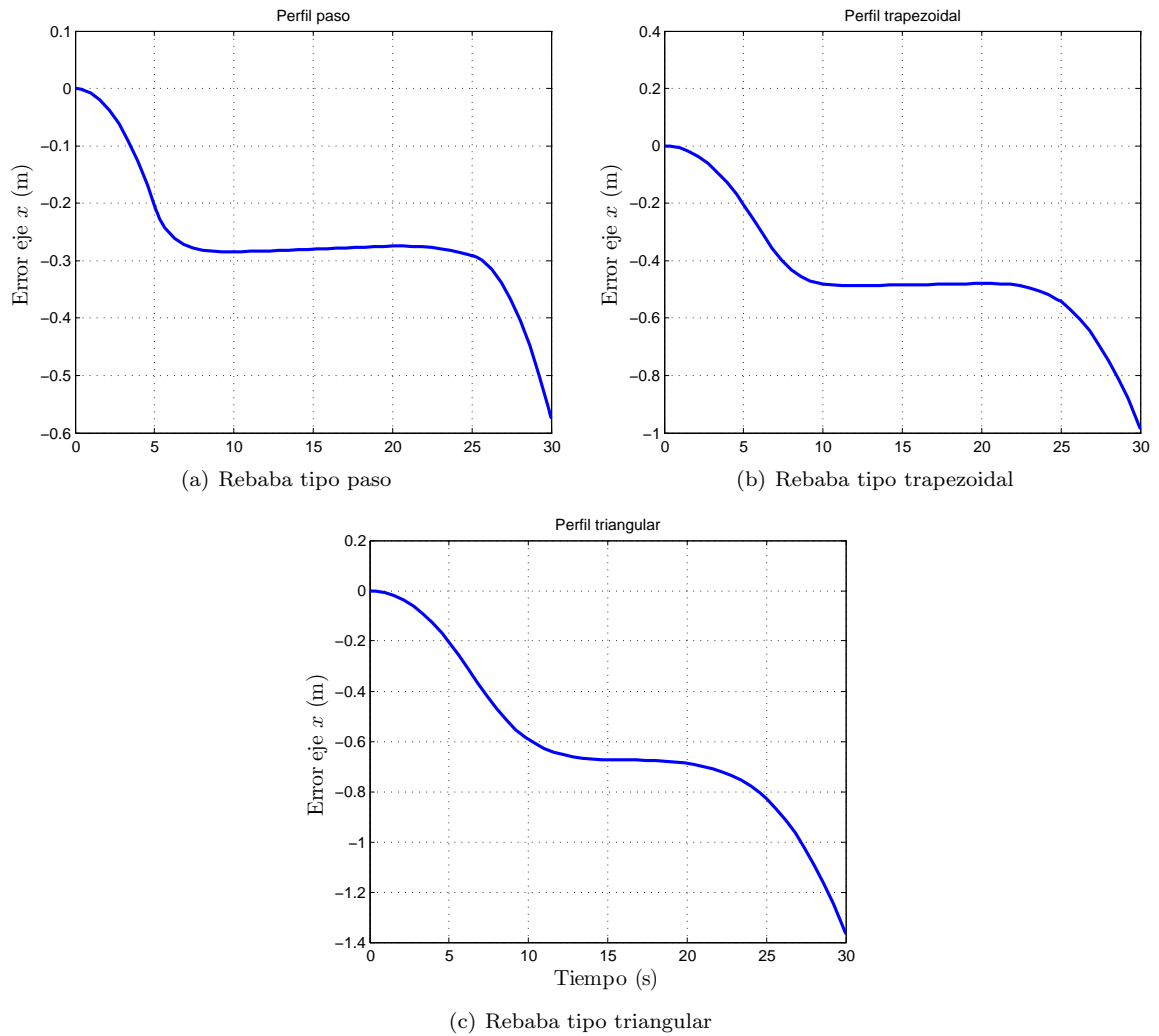 Perfil paso
0.1
0
−0.1
−0.2
−0.3
−0.4
−0.5
−0.6
0 5 10 15 20 25 30
Error eje x (m)
(a) Rebaba tipo paso
Perfil trapezoidal
0.4
0.2
0
−0.2
−0.4
−0.6
−0.8
−1
0 5 10 15 20 25 30
Error eje x (m)
(b) Rebaba tipo trapezoidal
Perfil triangular
0.2
0
−0.2
−0.4
−0.6
−0.8
−1
−1.2
−1.4
0 5 10 15 20 25 30
Error eje x (m)
Tiempo (s)
(c) Rebaba tipo triangular